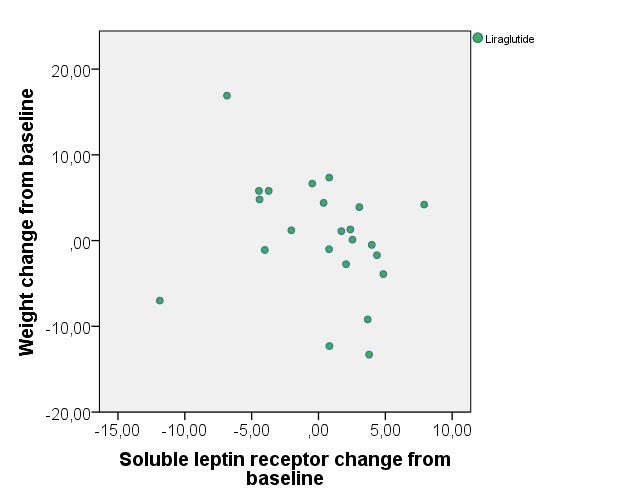 Liraglutide
Weight change from baseline
20,00
10,00
,00
-10,00
-20,00
-15,00 -10,00 -5,00 ,00 5,00 10,00
Soluble leptin receptor change from
baseline